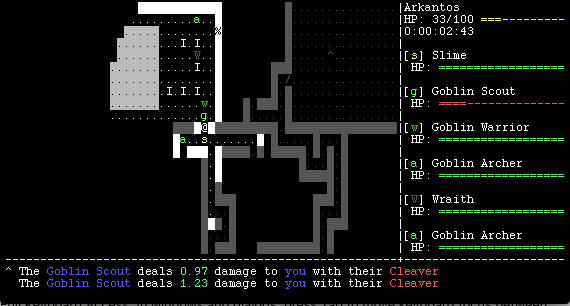 Arkantos
HP: 33/100 ===----------
0:00:02:43
[s] Slime
HP: ==================
[g] Goblin Scout
HP: ====--------------
[w] Goblin Warrior
HP: ==================
[a] Goblin Archer
HP: ==================
[W] Wraith
HP: ==================
[a] Goblin Archer
HP: ==================
^ The Goblin Scout deals 0.97 damage to you with their Cleaver
The Goblin Scout deals 1.23 damage to you with their Cleaver